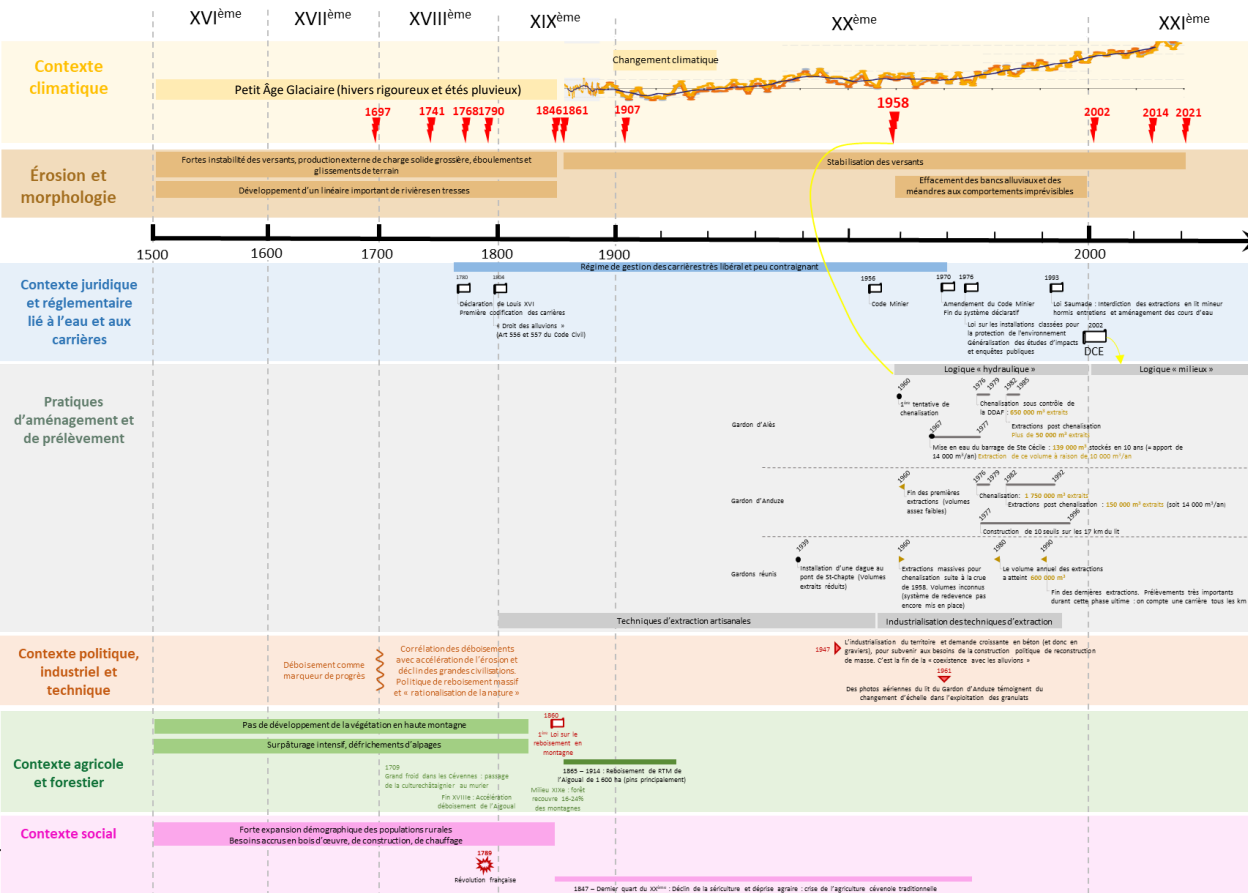 XVIème
XVIIème
XVIIIème
XIXème
XXème
XXIème
Contexte
climatique
Changement climatique
Petit Âge Glaciaire (hivers rigoureux et étés pluvieux)
1697
1741
1768
1790
1846
1861
1907
1958
2002
2014
2021
Érosion et
morphologie
Fortes instabilité des versants, production externe de charge solide grossière, éboulements et
glissements de terrain
Stabilisation des versants
Développement d'un linéaire important de rivières en tresses
Effacement des bancs alluviaux et des
méandres aux comportements imprévisibles
1500
1600
1700
1800
1900
2000
Contexte juridique
et réglementaire
lié à l'eau et aux
carrières
Régime de gestion des carrières très libéral et peu contraignant
1780
Déclaration de Louis XVI
Première codification des carrières
1804
« Droit des alluvions »
(Art 556 et 557 du Code Civil)
1956
Code Minier
1970
Amendement du Code Minier
Fin du système déclaratif
1976
Loi sur les installations classées pour
la protection de l'environnement
Généralisation des études d'impacts
et enquêtes publiques
1993
Loi Saumade : Interdiction des extractions en lit mineur
hormis entretiens et aménagement des cours d'eau
2002
DCE
Pratiques
d'aménagement et
de prélèvement
Logique « hydraulique »
Logique « milieux »
Gardon d'Alès
1960
1ère tentative de
chenalisation
1976
1979
Chenalisation sous contrôle de
la DDAF : 650 000 m³ extraits
1982
1985
Extractions post chenalisation
Plus de 50 000 m³ extraits
1967
1977
Mise en eau du barrage de Ste Cécile : 139 000 m³ stockés en 10 ans (= apport de
14 000 m³/an) Extraction de ce volume à raison de 10 000 m³/an
Gardon d'Anduze
1960
Fin des premières
extractions (volumes
assez faibles)
1976
1979
Chenalisation: 1 750 000 m³ extraits
1982
1992
Extractions post chenalisation : 150 000 m³ extraits (soit 14 000 m³/an)
1977
1996
Construction de 10 seuils sur les 17 km du lit
Gardons réunis
1939
Installation d'une dague au
pont de St-Chapte (Volumes
extraits réduits)
1960
Extractions massives pour
chenalisation suite à la crue
de 1958. Volumes inconnus
(système de redevence pas
encore mis en place)
1980
Le volume annuel des extractions
a atteint 600 000 m³
1990
Fin des dernières extractions. Prélèvements très importants
durant cette phase ultime : on compte une carrière tous les km
Techniques d'extraction artisanales
Industrialisation des techniques d'extraction
Contexte politique,
industriel et
technique
Déboisement comme
marqueur de progrès
Corrélation des déboisements
avec accélération de l'érosion et
déclin des grandes civilisations.
Politique de reboisement massif
et « rationalisation de la nature »
1947
L'industrialisation du territoire et demande croissante en béton (et donc en
graviers), pour subvenir aux besoins de la construction politique de reconstruction
de masse. C'est la fin de la « coexistence avec les alluvions »
1961
Des photos aériennes du lit du Gardon d'Anduze témoignent du
changement d'échelle dans l'exploitation des granulats
Contexte agricole
et forestier
Pas de développement de la végétation en haute montagne
Surpâturage intensif, défrichements d'alpages
1860
1ère Loi sur le
reboisement en
montagne
1709
Grand froid dans les Cévennes : passage
de la culturechâtaignier au murier
Fin XVIIIe : Accélération
déboisement de l'Aigoual
Milieu XIXe : forêt
recouvre 16-24%
des montagnes
1865 – 1914 : Reboisement de RTM de
l'Aigoual de 1 600 ha (pins principalement)
Contexte social
Forte expansion démographique des populations rurales
Besoins accrus en bois d'œuvre, de construction, de chauffage
1789
Révolution française
1847 – Dernier quart du XXème : Déclin de la sériculture et déprise agraire : crise de l'agriculture cévenole traditionnelle